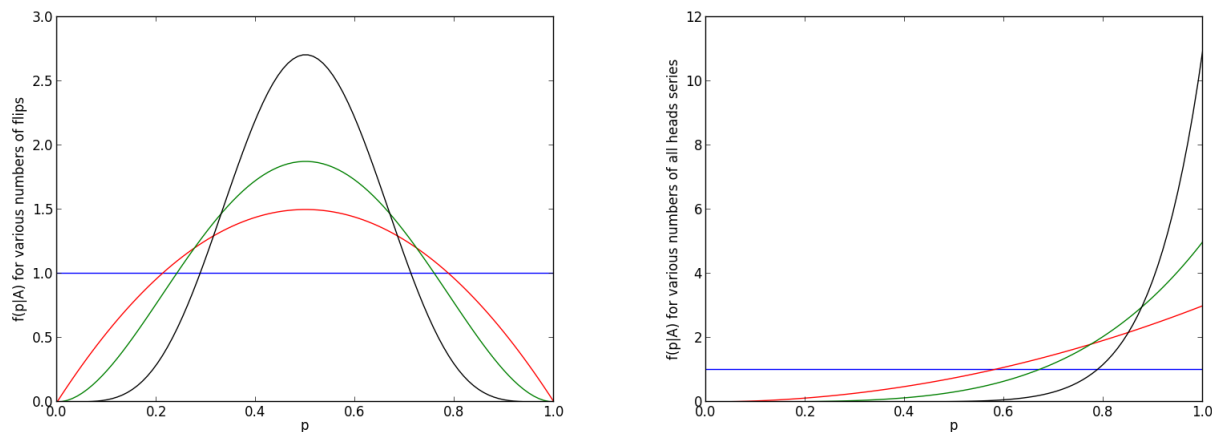 3.0
2.5
2.0
1.5
1.0
0.5
0.0
0.0 0.2 0.4 0.6 0.8 1.0
p
f(p|A) for various numbers of flips
12
10
8
6
4
2
0
0.0 0.2 0.4 0.6 0.8 1.0
p
f(p|A) for various numbers of all heads series